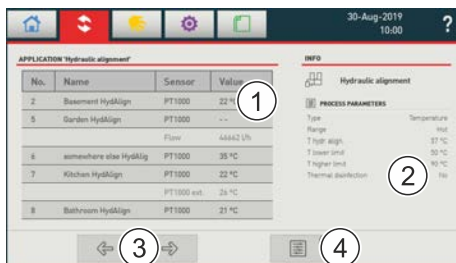 30-Aug-2019
10:00
?
APPLICATION 'Hydraulic alignment'
No. Name Sensor Value
2 Basement HydAlign PT1000 22 °C
5 Garden HydAlign PT1000 --
Flow 46662 l/h
6 somewhere else HydAlig PT1000 35 °C
7 Kitchen HydAlign PT1000 22 °C
PT1000 ext. 26 °C
8 Bathroom HydAlign PT1000 21 °C
INFO
Hydraulic alignment
PROCESS PARAMETERS
Type Temperature
Range Hot
T hydr align. 57 °C
T lower limit 50 °C
T higher limit 90 °C
Thermal disinfection No
1
2
3
4